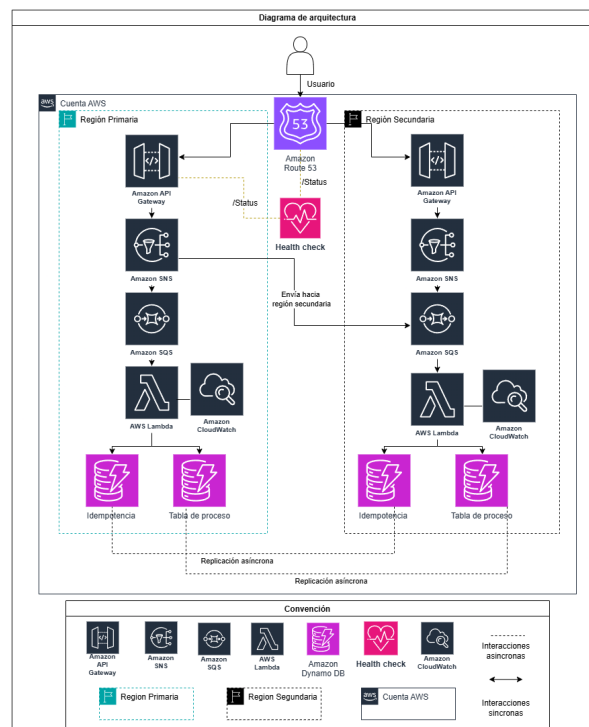 Diagrama de arquitectura
Usuario
aws
Cuenta AWS
Región Primaria
53
Región Secundaria
Amazon
Route 53
Amazon API
Gateway
/Status
/Status
Health check
Amazon API
Gateway
Amazon SNS
Envía hacia
región secundaria
Amazon SNS
Amazon SQS
Amazon SQS
AWS Lambda
Amazon
CloudWatch
AWS Lambda
Amazon
CloudWatch
Idempotencia
Tabla de proceso
Idempotencia
Tabla de proceso
Replicación asíncrona
Replicación asíncrona
Convención
Amazon
API
Gateway
Amazon
SNS
Amazon
SQS
AWS
Lambda
Amazon
Dynamo DB
Health check
Amazon
CloudWatch
Interacciones
asincronas
Region Primaria
Region Segundaria
aws
Cuenta AWS
Interacciones
sincronas